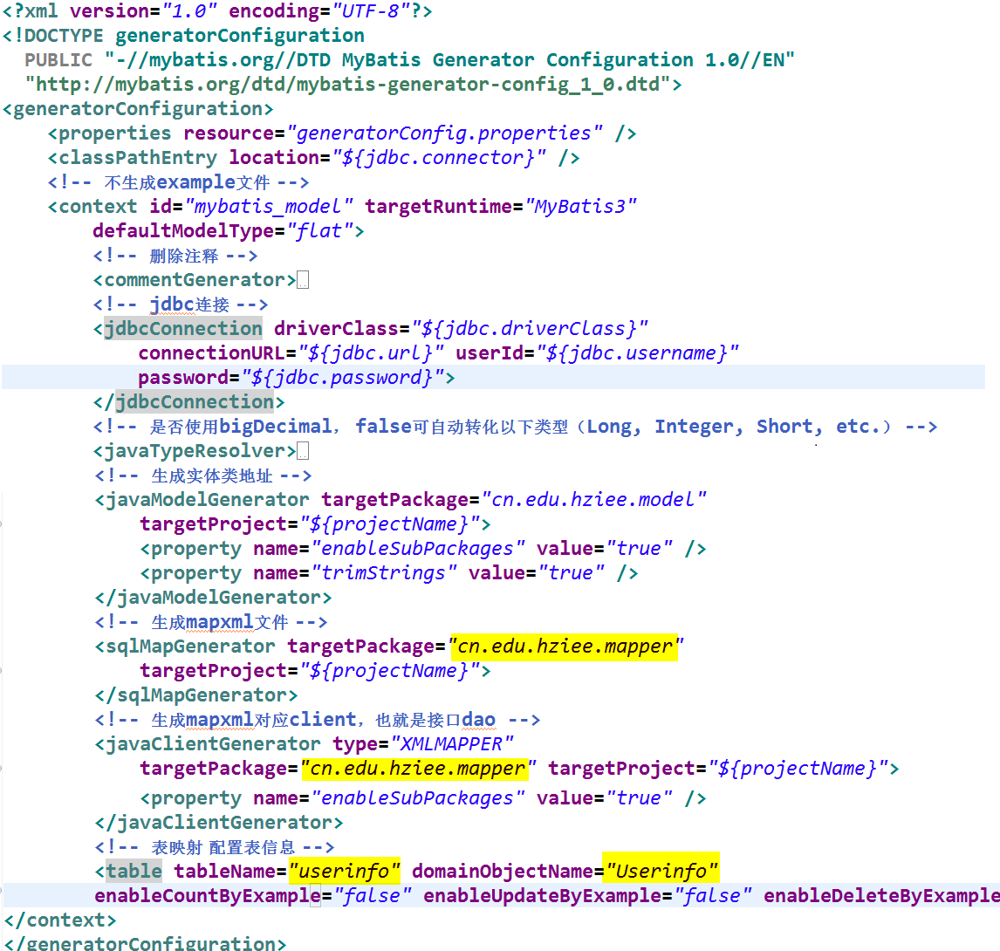 <?xml version="1.0" encoding="UTF-8"?>
<!DOCTYPE generatorConfiguration
PUBLIC "-//mybatis.org//DTD MyBatis Generator Configuration 1.0//EN"
"http://mybatis.org/dtd/mybatis-generator-config_1_0.dtd">
<generatorConfiguration>
<properties resource="generatorConfig.properties" />
<classPathEntry location="${jdbc.connector}" />
<!-- 不生成example文件 -->
<context id="mybatis_model" targetRuntime="MyBatis3"
defaultModelType="flat">
<!-- 删除注释 -->
<commentGenerator>
<!-- jdbc连接 -->
<jdbcConnection driverClass="${jdbc.driverClass}"
connectionURL="${jdbc.url}" userId="${jdbc.username}"
password="${jdbc.password}">
</jdbcConnection>
<!-- 是否使用bigDecimal， false可自动转化以下类型（Long, Integer, Short, etc.） -->
<javaTypeResolver>
<!-- 生成实体类地址 -->
<javaModelGenerator targetPackage="cn.edu.hziee.model"
targetProject="${projectName}">
<property name="enableSubPackages" value="true" />
<property name="trimStrings" value="true" />
</javaModelGenerator>
<!-- 生成mapxml文件 -->
<sqlMapGenerator targetPackage="cn.edu.hziee.mapper"
targetProject="${projectName}">
</sqlMapGenerator>
<!-- 生成mapxml对应client，也就是接口dao -->
<javaClientGenerator type="XMLMAPPER"
targetPackage="cn.edu.hziee.mapper" targetProject="${projectName}">
<property name="enableSubPackages" value="true" />
</javaClientGenerator>
<!-- 表映射 配置表信息 -->
<table tableName="userinfo" domainObjectName="Userinfo"
enableCountByExample="false" enableUpdateByExample="false" enableDeleteByExample
</context>
</generatorConfiguration>